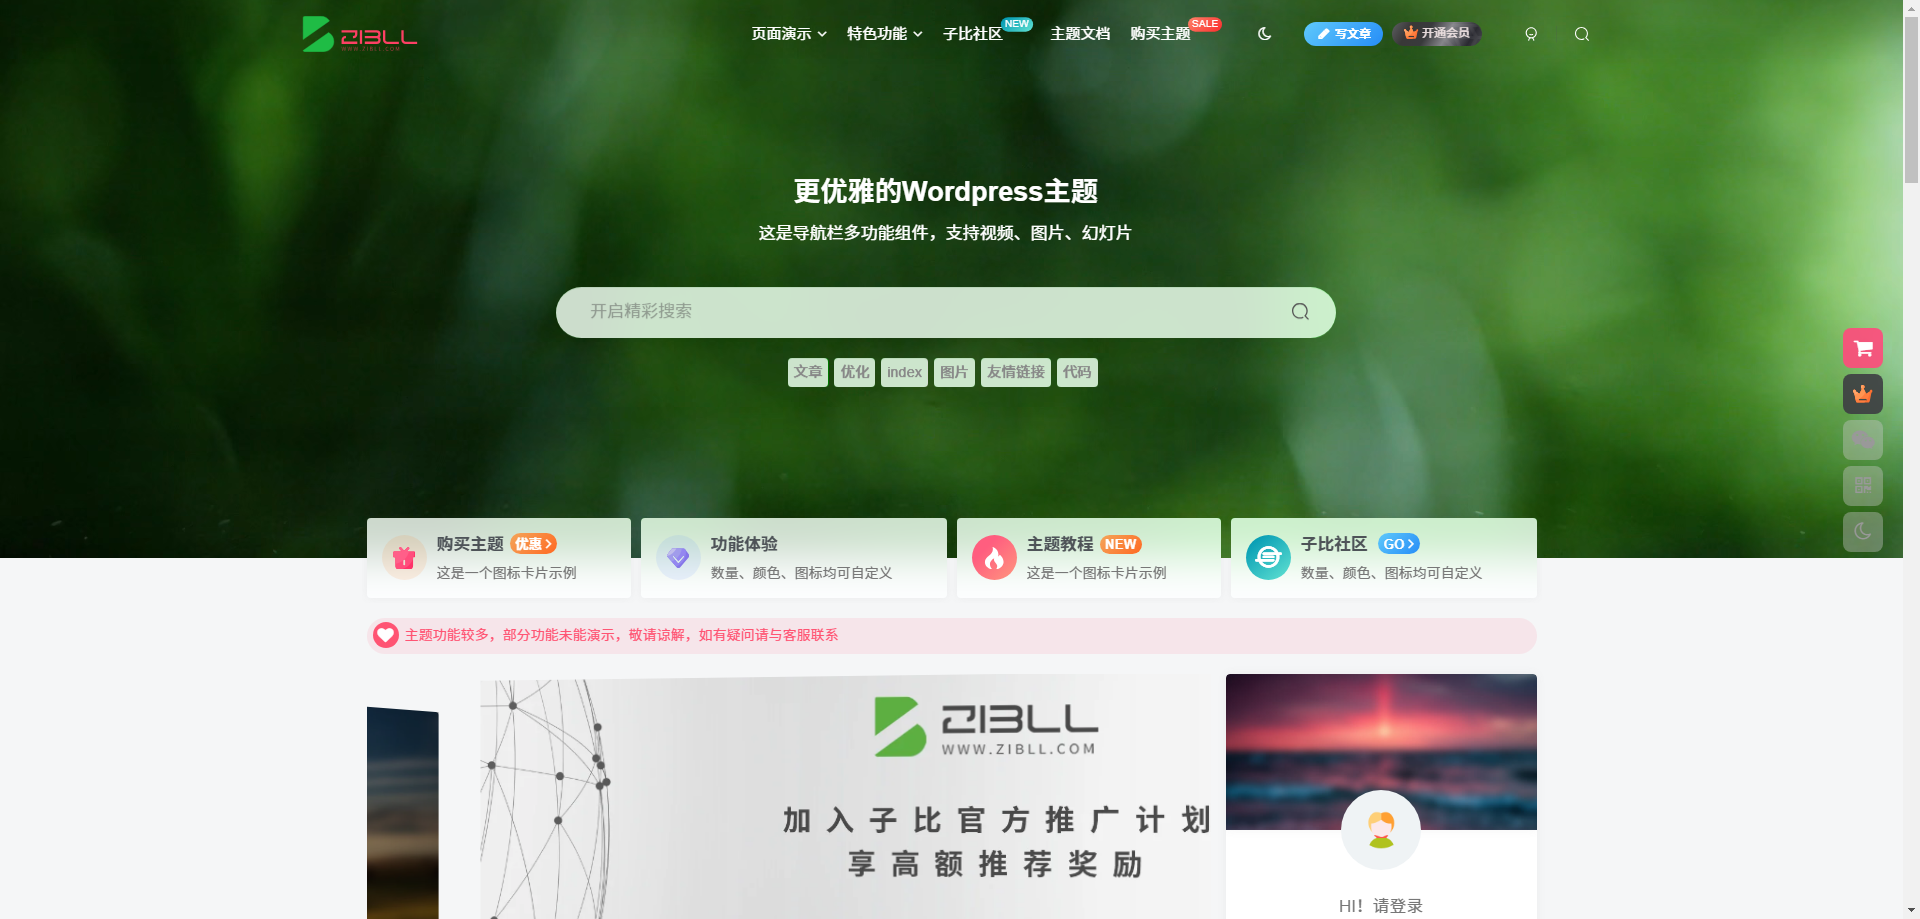 ZIBLL
WWW.ZIBLL.COM
页面演示
特色功能
子比社区 NEW
主题文档
购买主题 SALE
写文章
开通会员
更优雅的Wordpress主题
这是导航栏多功能组件，支持视频、图片、幻灯片
开启精彩搜索
文章 优化 index 图片 友情链接 代码
购买主题 优惠
这是一个图标卡片示例
功能体验
数量、颜色、图标均可自定义
主题教程 NEW
这是一个图标卡片示例
子比社区 GO
数量、颜色、图标均可自定义
主题功能较多，部分功能未能演示，敬请谅解，如有疑问请与客服联系
ZIBLL
WWW.ZIBLL.COM
加入子比官方推广计划
享高额推荐奖励
HI！请登录